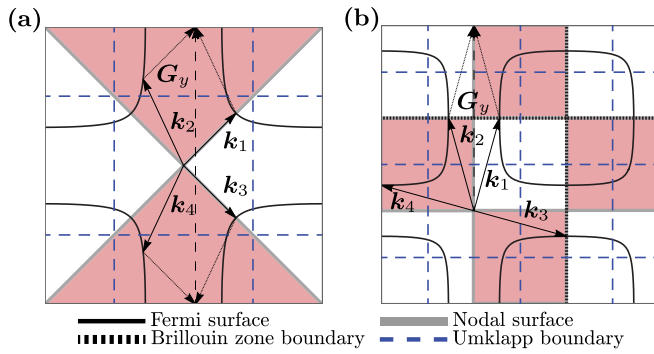 (a)
G_y
k_2
k_1
k_3
k_4
(b)
G_y
k_2
k_1
k_4
k_3
Fermi surface
Nodal surface
Brillouin zone boundary
Umklapp boundary